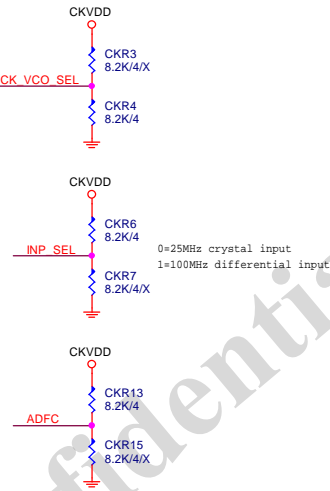 CKVDD
CKR3
8.2K/4/X
CK_VCO_SEL
CKR4
8.2K/4
CKVDD
CKR6
8.2K/4
INP_SEL
0=25MHz crystal input
1=100MHz differential input
CKR7
8.2K/4/X
CKVDD
CKR13
8.2K/4
ADFC
CKR15
8.2K/4/X
fidenti